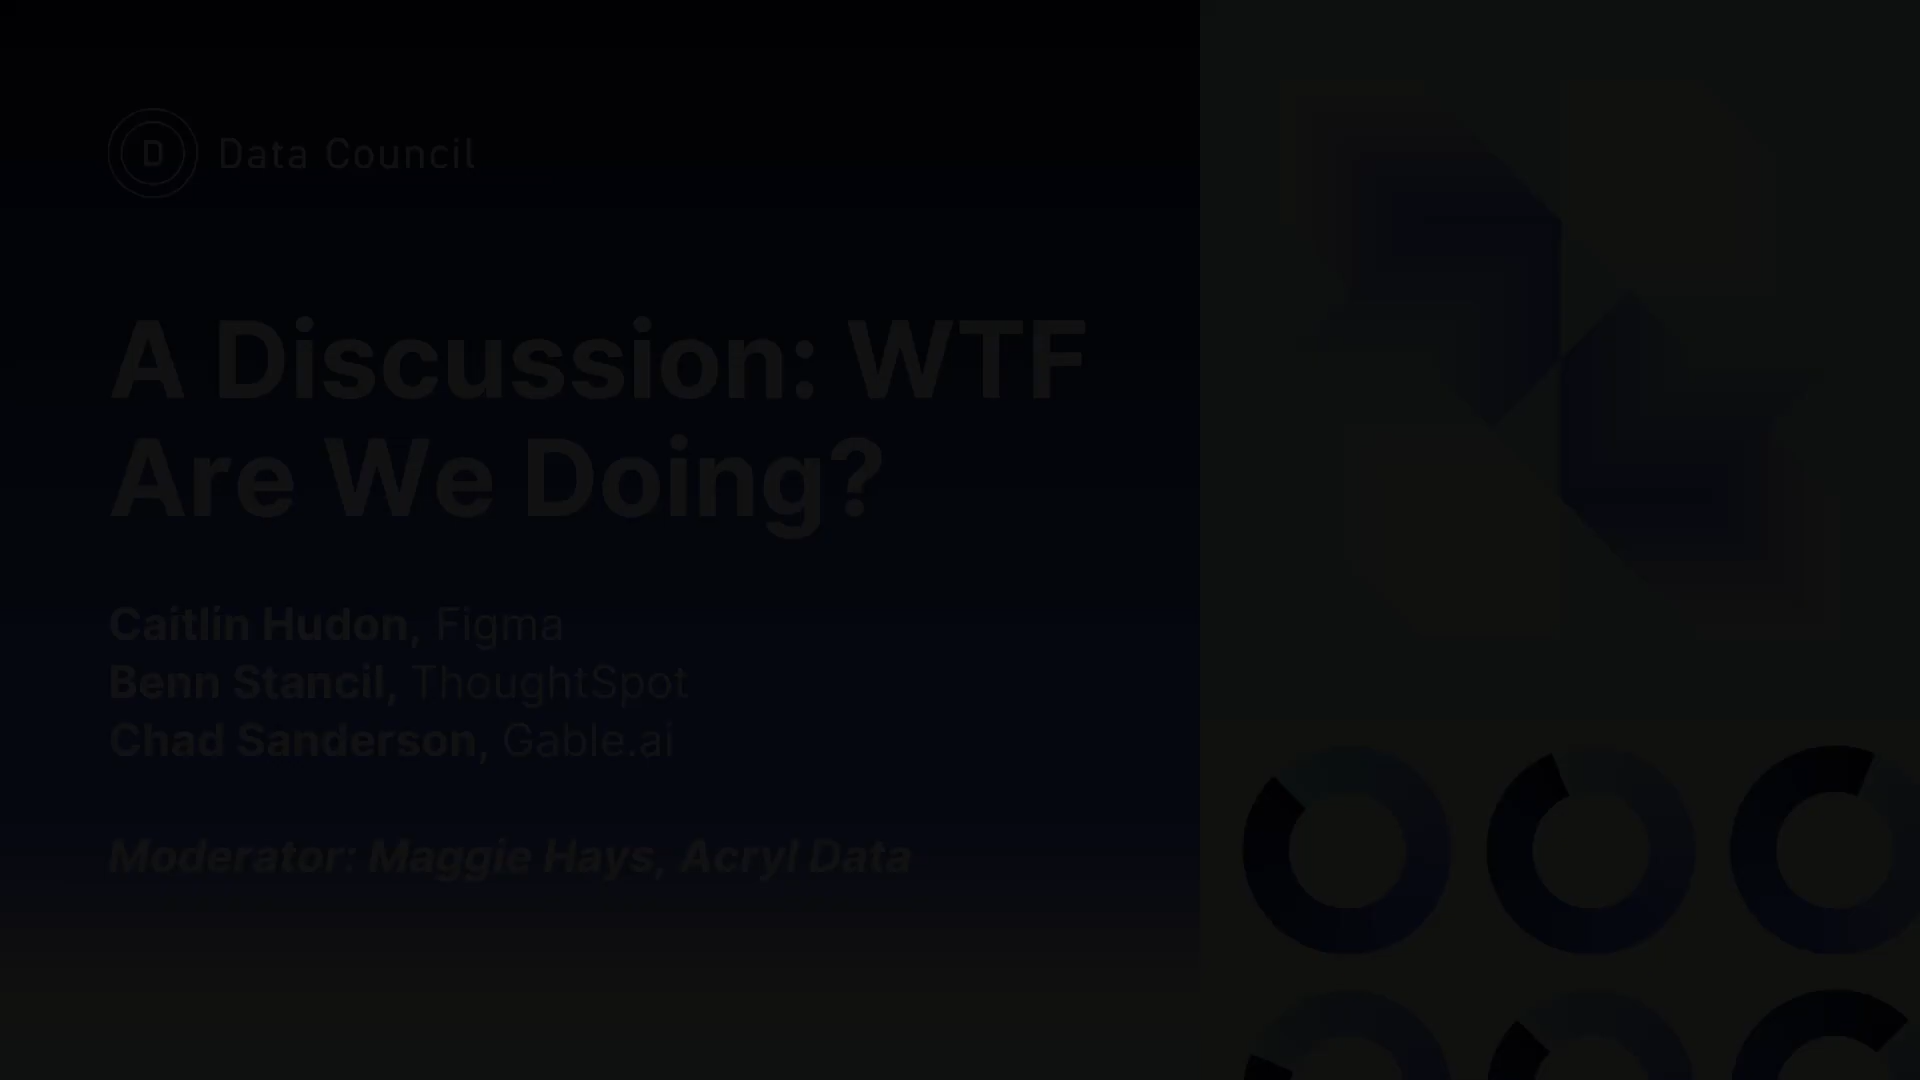 D Data Council
A Discussion: WTF
Are We Doing?
Caitlin Hudon, Figma
Benn Stancil, ThoughtSpot
Chad Sanderson, Gable.ai
Moderator: Maggie Hays, Acryl Data